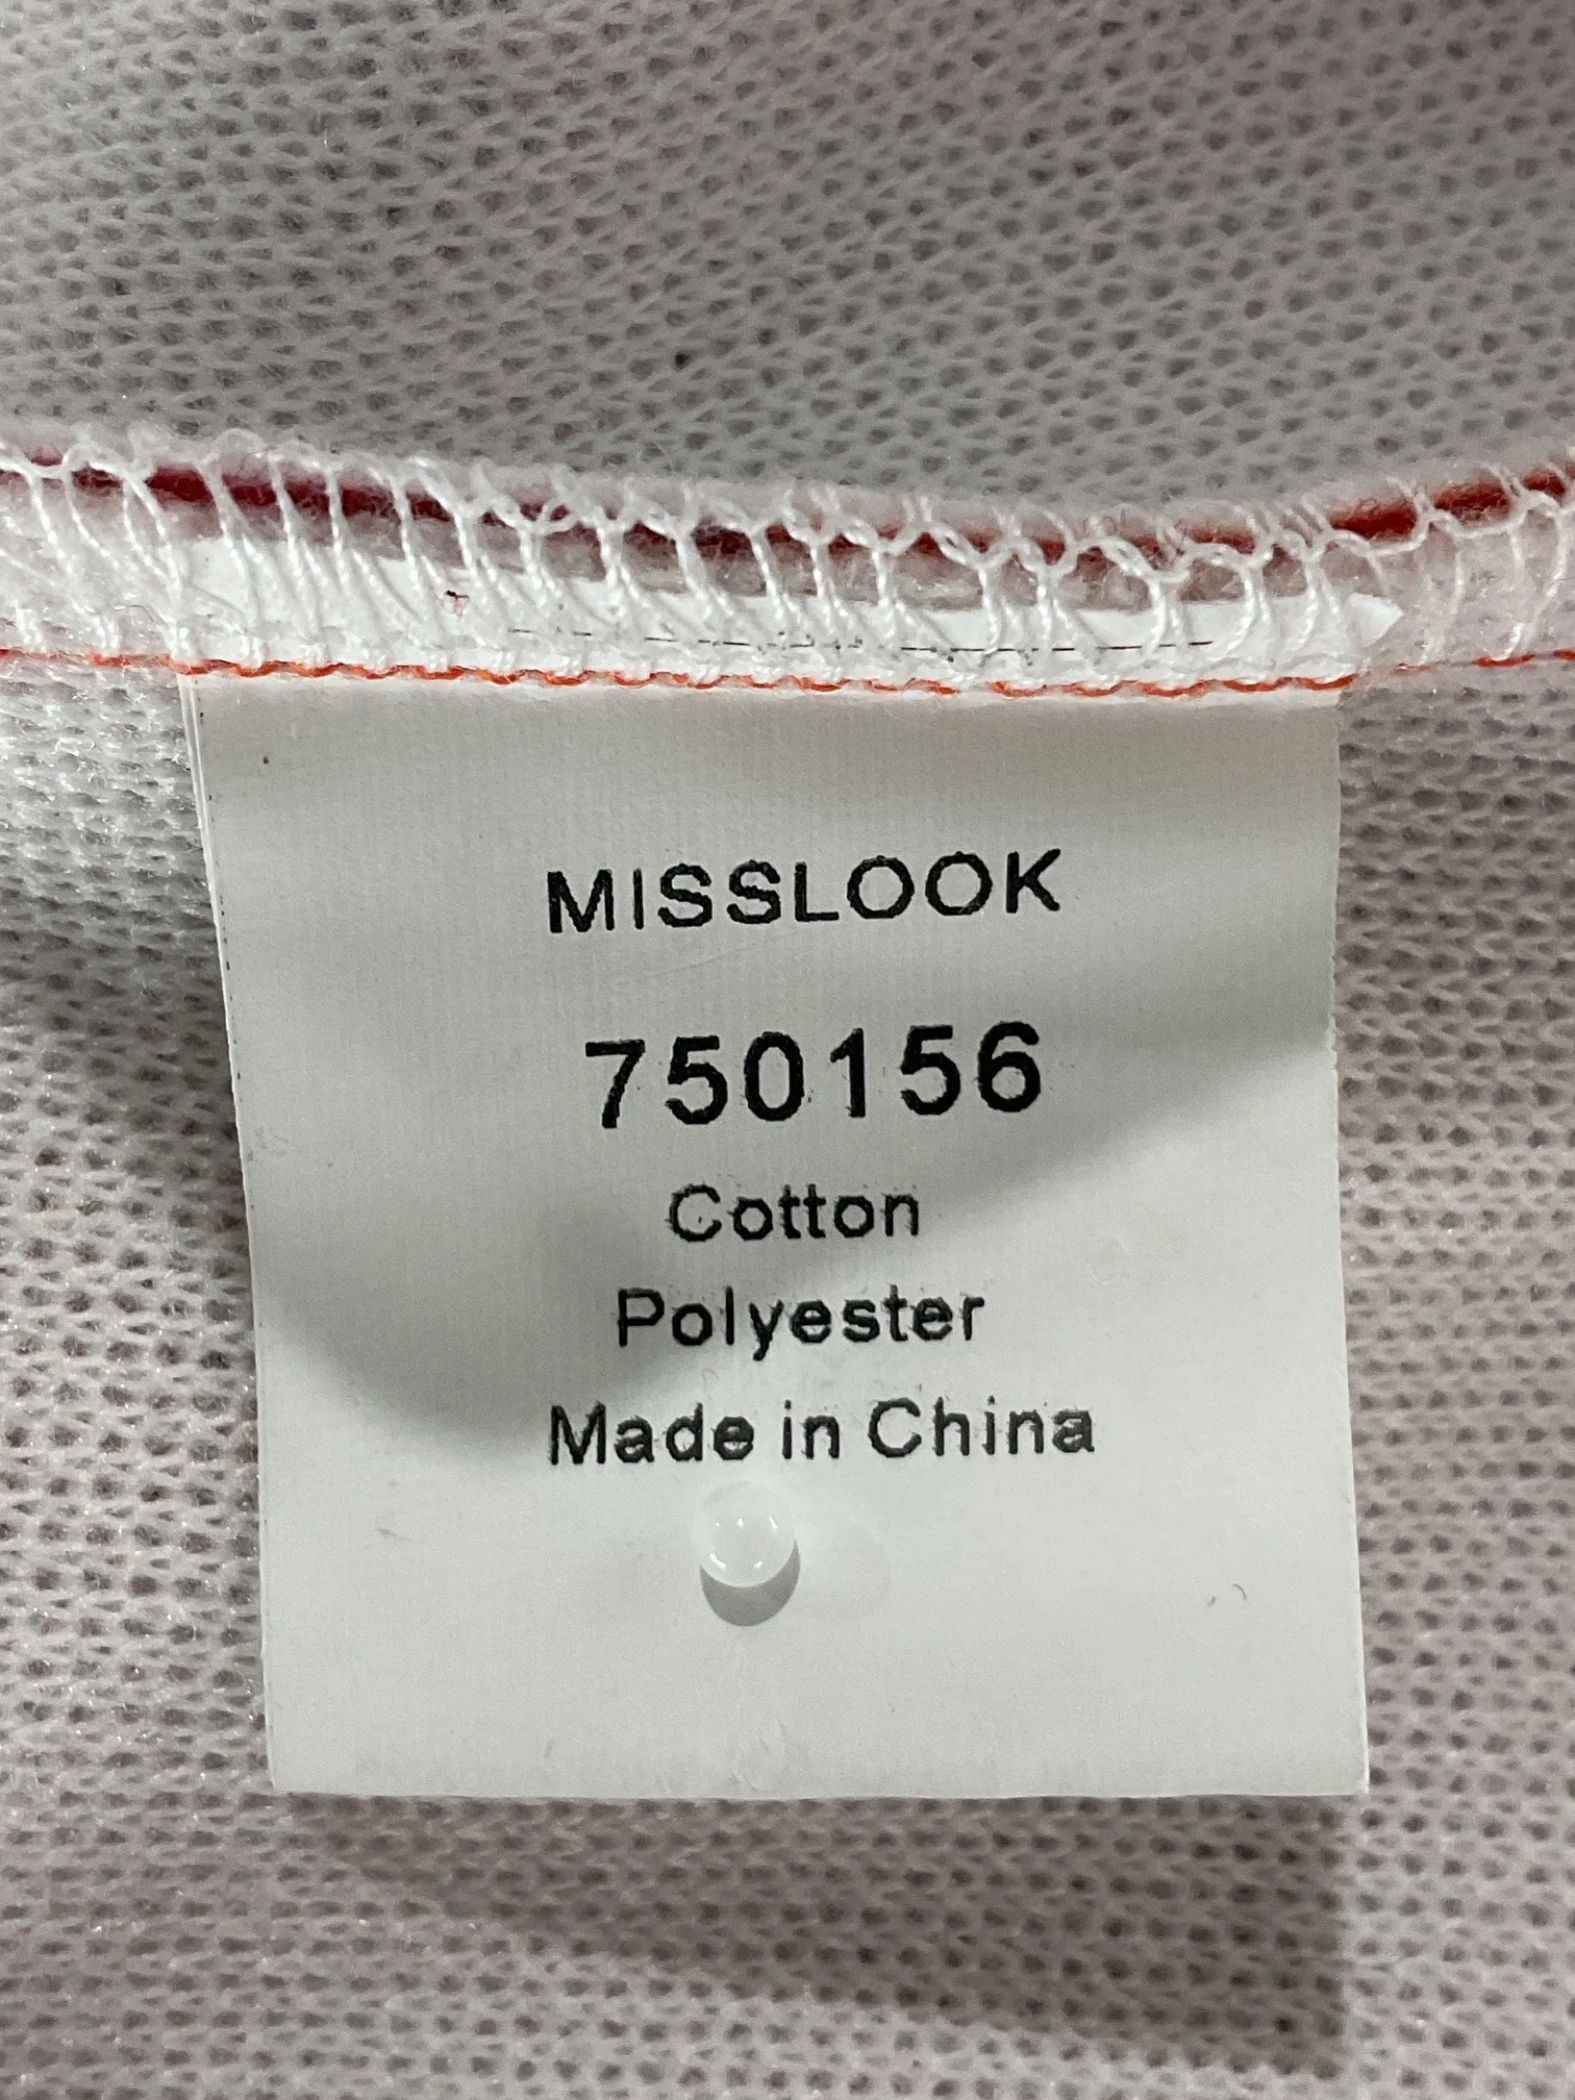 MISSLOOK
750156
Cotton
Polyester
Made in China